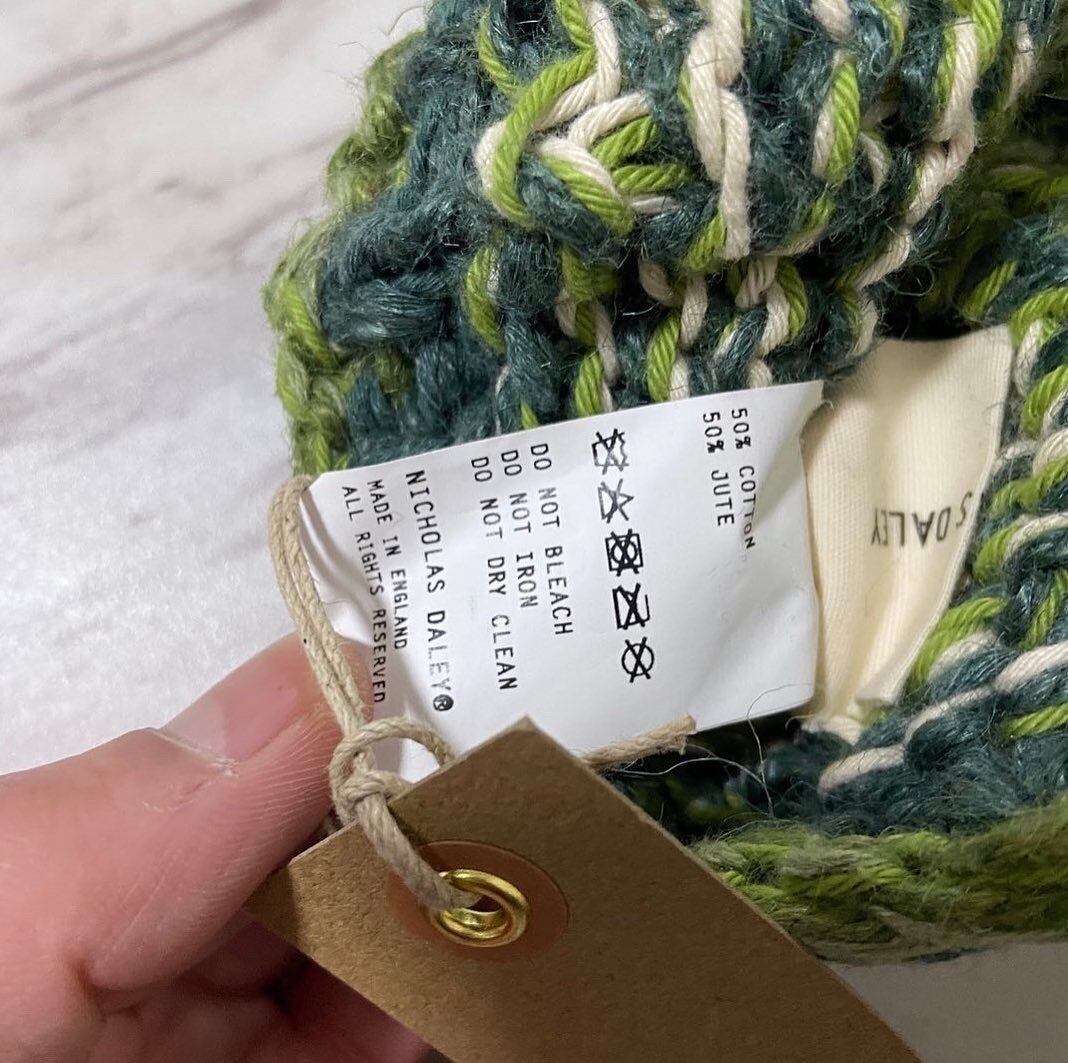 50% COTTON
50% JUTE
DO NOT BLEACH
DO NOT IRON
DO NOT DRY CLEAN
NICHOLAS DALEY®
MADE IN ENGLAND
ALL RIGHTS RESERVED
S DALEY